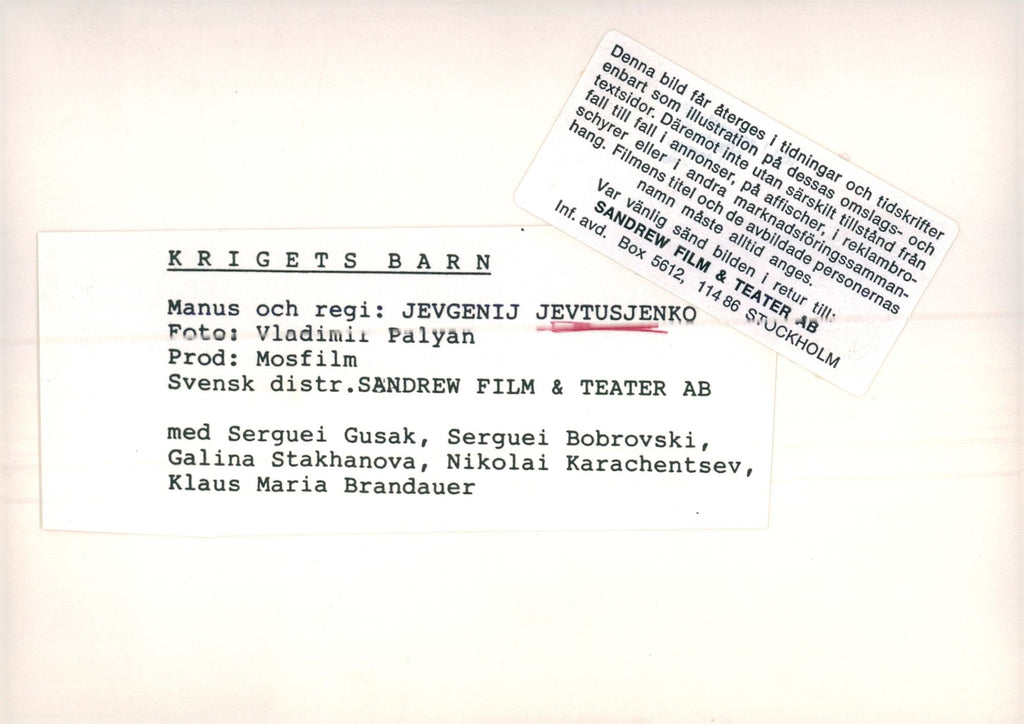 Denna bild får återges i tidningar och tidskrifter
enbart som illustration på dessas omslags- och
textsidor. Däremot inte utan särskilt tillstånd från
fall till fall i annonser, på affischer, i reklambro-
schyrer eller i andra marknadsföringssamman-
hang. Filmens titel och de avbildade personernas
namn måste alltid anges.
Var vänlig sänd bilden i retur till:
SANDREW FILM & TEATER AB
Inf. avd. Box 5612, 114 86 STOCKHOLM
KRIGETS BARN
Manus och regi: JEVGENIJ JEVTUSJENKO
Foto: Vladimir Palyan
Prod: Mosfilm
Svensk distr.SANDREW FILM & TEATER AB
med Serguei Gusak, Serguei Bobrovski,
Galina Stakhanova, Nikolai Karachentsev,
Klaus Maria Brandauer